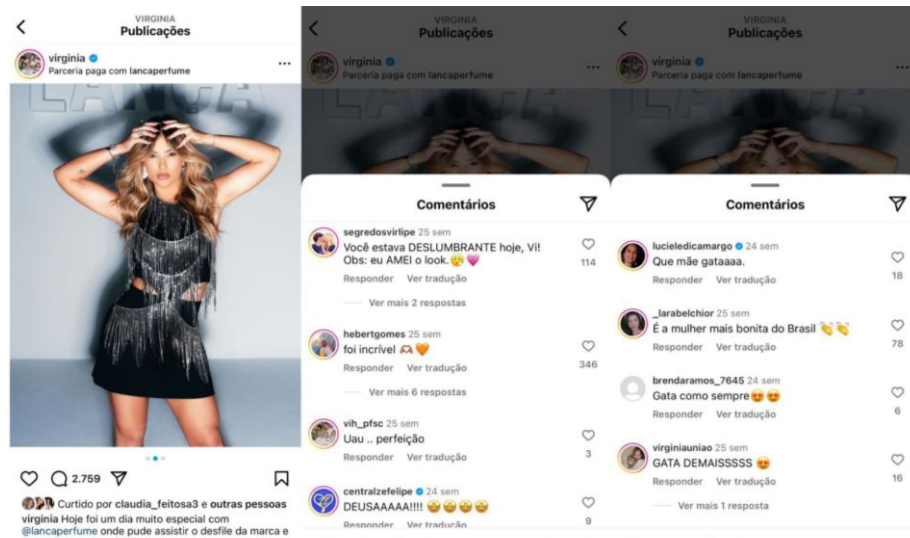 VIRGINIA
Publicações
virginia
Parceria paga com lancaperfume
LANÇA
2.759
Curtido por claudia_feitosa3 e outras pessoas
virginia Hoje foi um dia muito especial com
@lancaperfume onde pude assistir o desfile da marca e
VIRGINIA
Publicações
virginia
Parceria paga com lancaperfume
Comentários
segredosvirlipe 25 sem
Você estava DESLUMBRANTE hoje, Vi!
Obs: eu AMEI o look.🥹💗
114
Responder Ver tradução
Ver mais 2 respostas
hebertgomes 25 sem
foi incrível 🫶🏼🧡
346
Responder Ver tradução
Ver mais 6 respostas
vih_pfsc 25 sem
Uau .. perfeição
3
Responder Ver tradução
centralzefelipe 24 sem
DEUSAAAAA!!!! 🤩🤩🤩🤩
9
Responder Ver tradução
VIRGINIA
Publicações
virginia
Parceria paga com lancaperfume
Comentários
lucieledicamargo 24 sem
Que mãe gataaaa.
18
Responder Ver tradução
_larabelchior 25 sem
É a mulher mais bonita do Brasil 👏👏
78
Responder Ver tradução
brendaramos_7645 24 sem
Gata como sempre😍😍
6
Responder Ver tradução
virginiauniao 25 sem
GATA DEMAISSSSS 😍
16
Responder Ver tradução
Ver mais 1 resposta